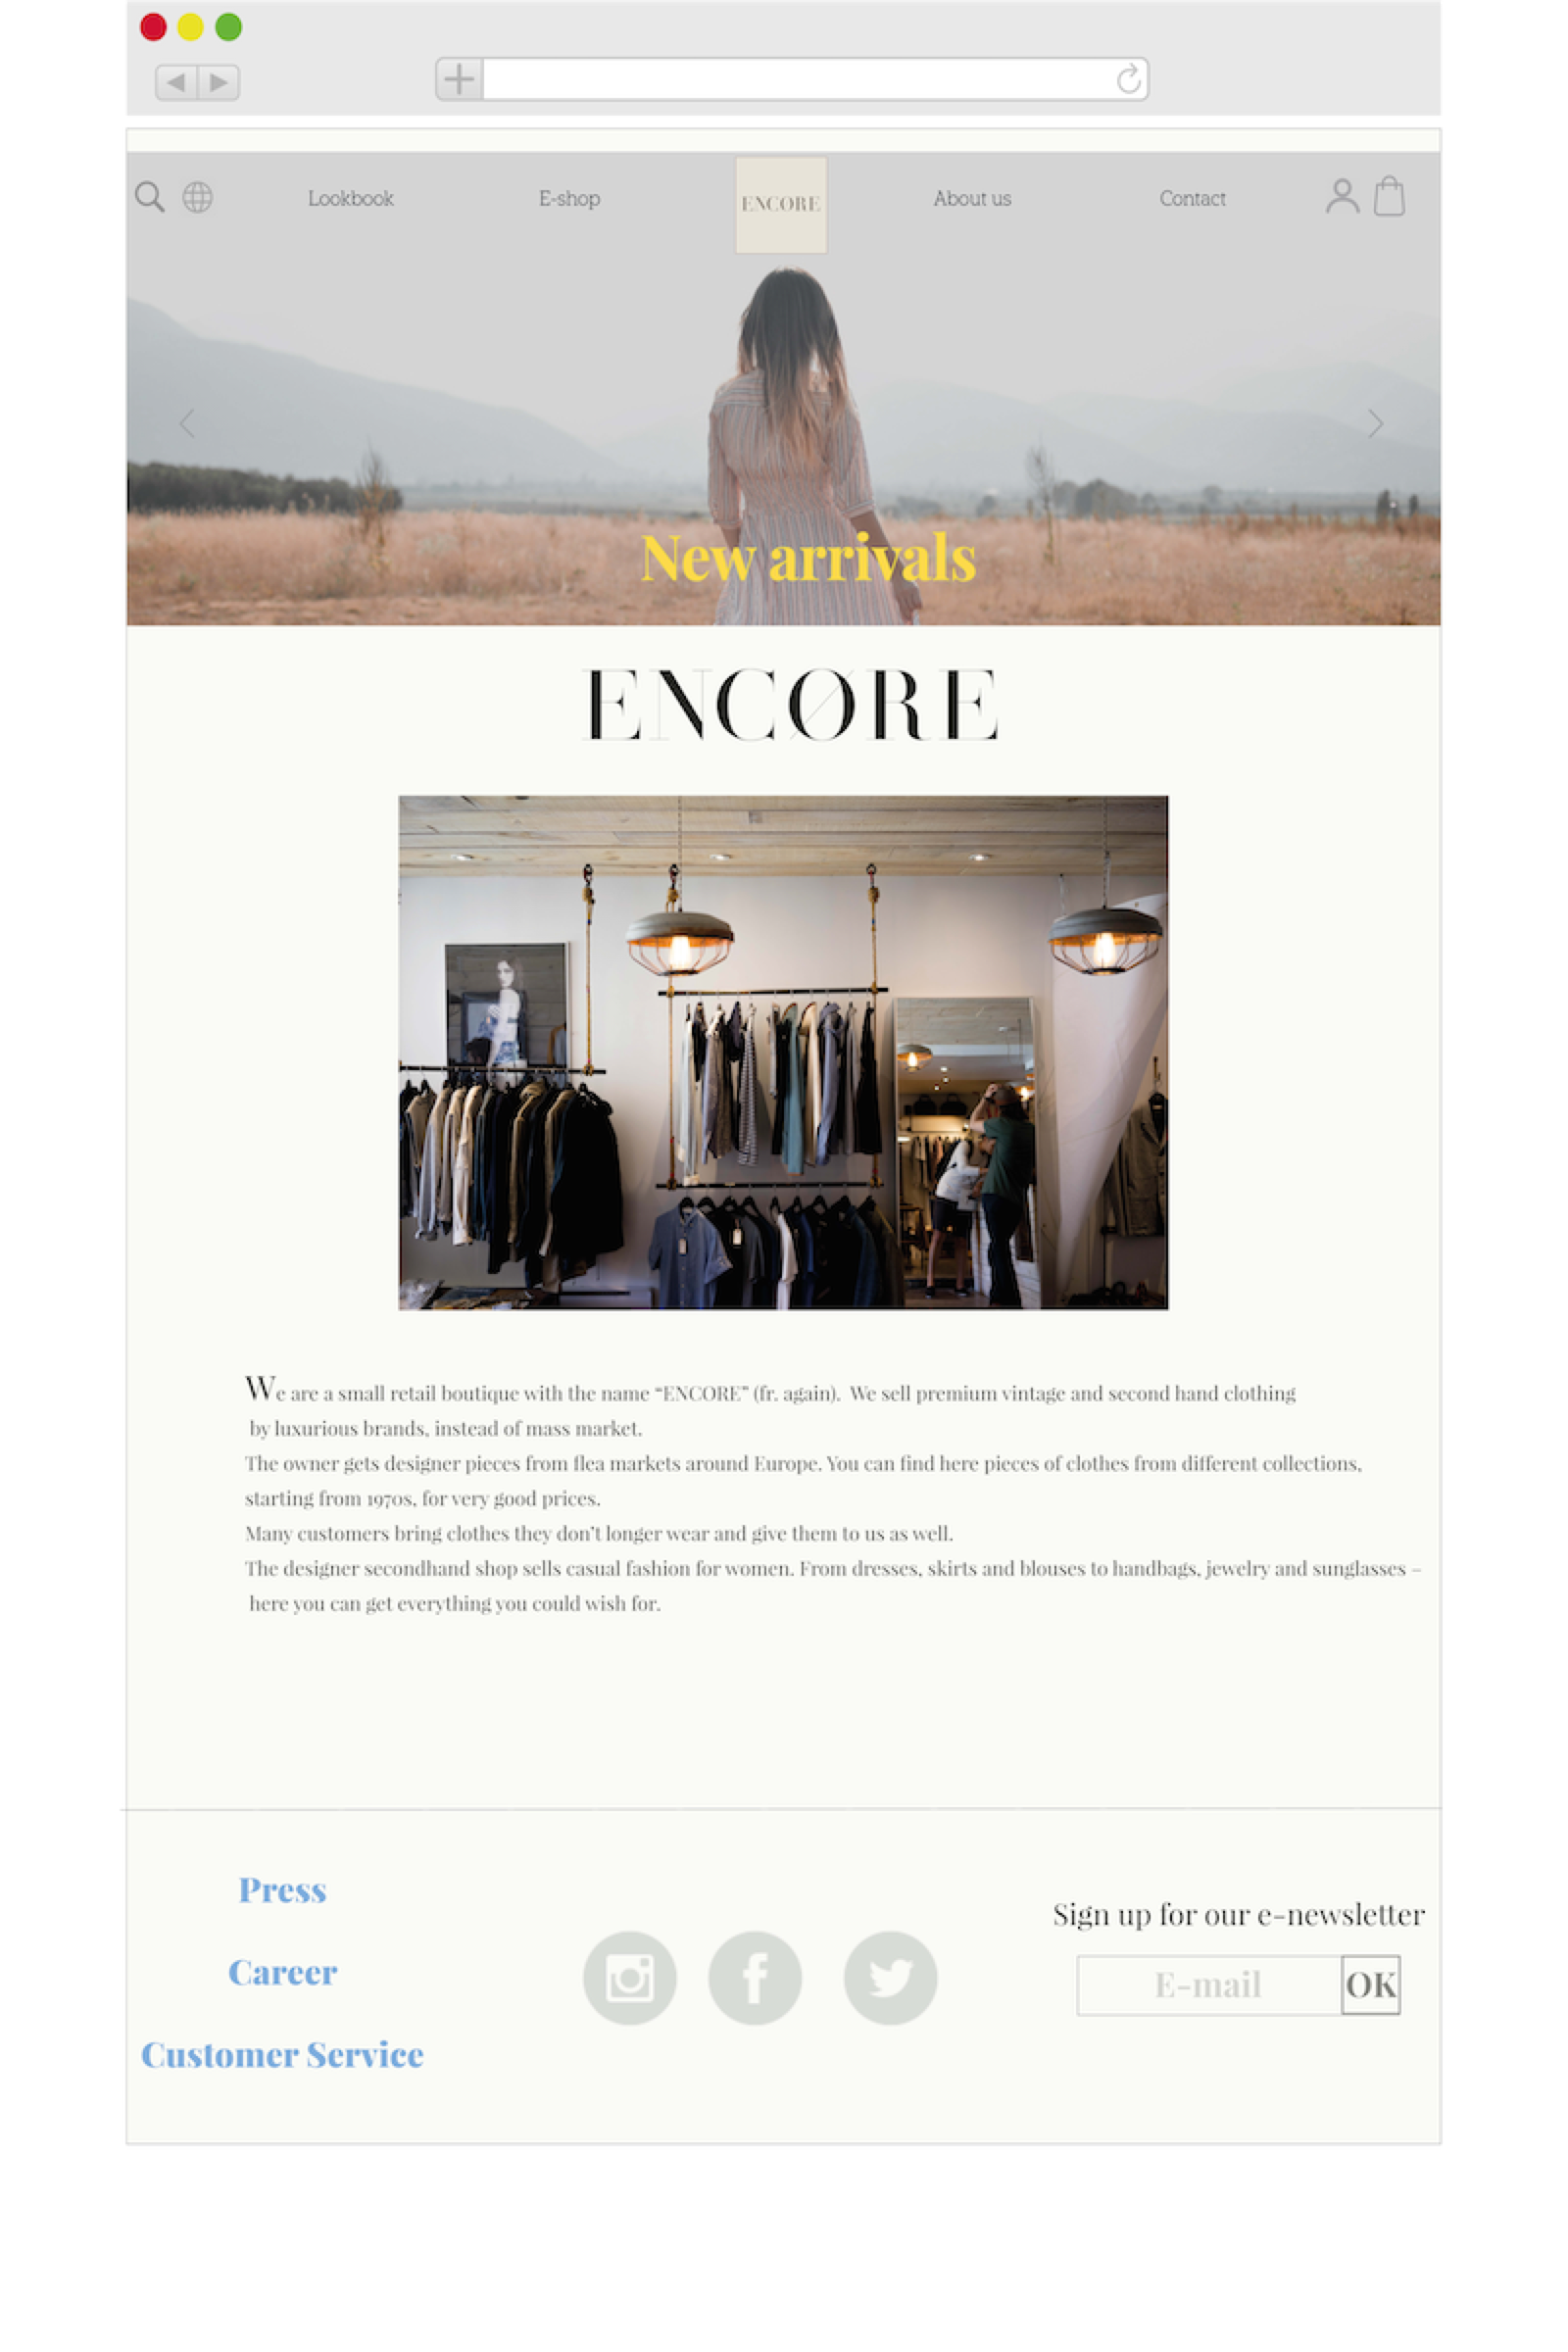 Lookbook
E-shop
ENCORE
About us
Contact
New arrivals
ENCØRE
We are a small retail boutique with the name “ENCORE” (fr. again).  We sell premium vintage and second hand clothing
by luxurious brands, instead of mass market.
The owner gets designer pieces from flea markets around Europe. You can find here pieces of clothes from different collections,
starting from 1970s, for very good prices.
Many customers bring clothes they don’t longer wear and give them to us as well.
The designer secondhand shop sells casual fashion for women. From dresses, skirts and blouses to handbags, jewelry and sunglasses –
here you can get everything you could wish for.
Press
Career
Customer Service
Sign up for our e-newsletter
E-mail
OK